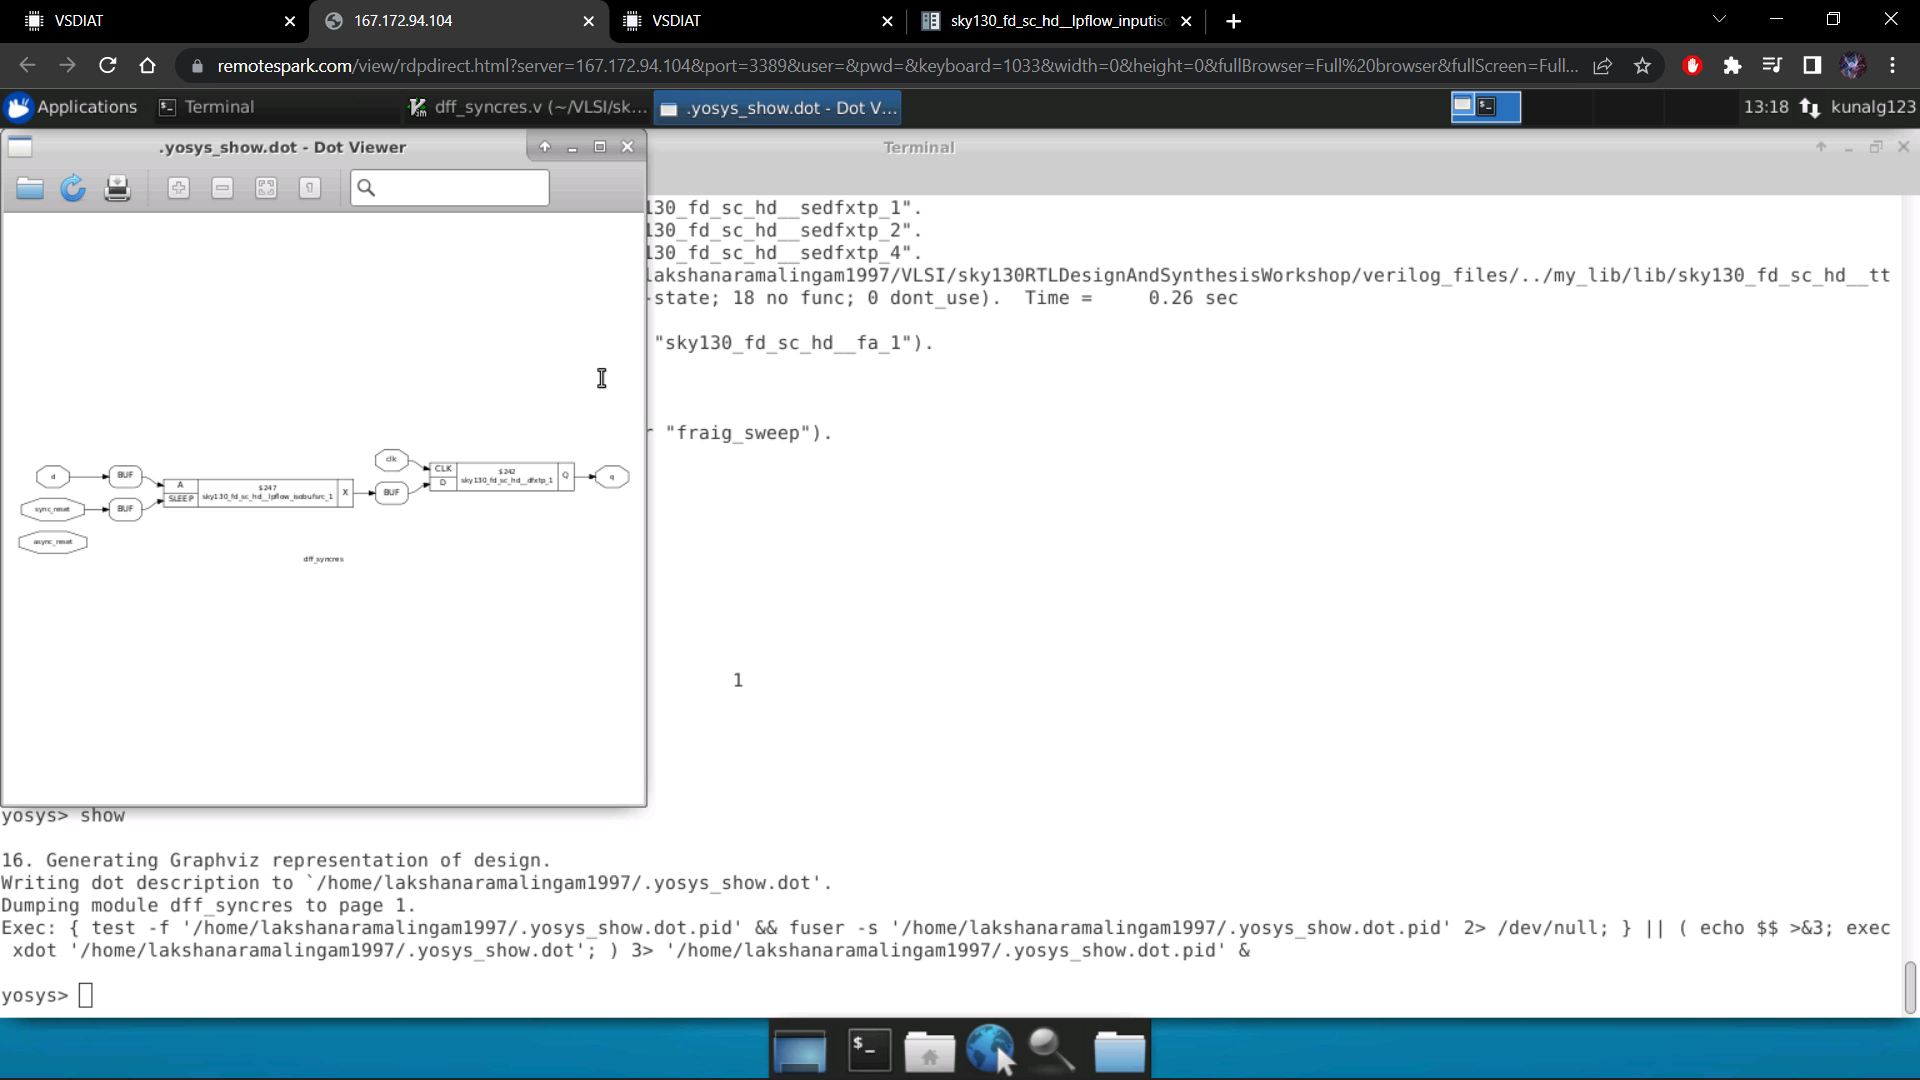 VSDIAT
167.172.94.104
VSDIAT
sky130_fd_sc_hd__lpflow_inputisc
remotespark.com/view/rdpdirect.html?server=167.172.94.104&port=3389&user=&pwd=&keyboard=1033&width=0&height=0&fullBrowser=Full%20browser&fullScreen=Full...
Applications
Terminal
dff_syncres.v (~/VLSI/sk...
.yosys_show.dot - Dot V...
13:18
kunalg123
.yosys_show.dot - Dot Viewer
Terminal
130_fd_sc_hd__sedfxtp_1".
130_fd_sc_hd__sedfxtp_2".
130_fd_sc_hd__sedfxtp_4".
lakshanaramalingam1997/VLSI/sky130RTLDesignAndSynthesisWorkshop/verilog_files/../my_lib/lib/sky130_fd_sc_hd__tt
-state; 18 no func; 0 dont_use).  Time =     0.26 sec
"sky130_fd_sc_hd__fa_1").
r "fraig_sweep").
1
d
BUF
sync_reset
BUF
async_reset
A
SLEEP
$247
sky130_fd_sc_hd__lpflow_isobufsrc_1
X
clk
BUF
CLK
D
$242
sky130_fd_sc_hd__dfxtp_1
Q
q
dff_syncres
yosys> show
16. Generating Graphviz representation of design.
Writing dot description to `/home/lakshanaramalingam1997/.yosys_show.dot'.
Dumping module dff_syncres to page 1.
Exec: { test -f '/home/lakshanaramalingam1997/.yosys_show.dot.pid' && fuser -s '/home/lakshanaramalingam1997/.yosys_show.dot.pid' 2> /dev/null; } || ( echo $$ >&3; exec
 xdot '/home/lakshanaramalingam1997/.yosys_show.dot'; ) 3> '/home/lakshanaramalingam1997/.yosys_show.dot.pid' &
yosys>